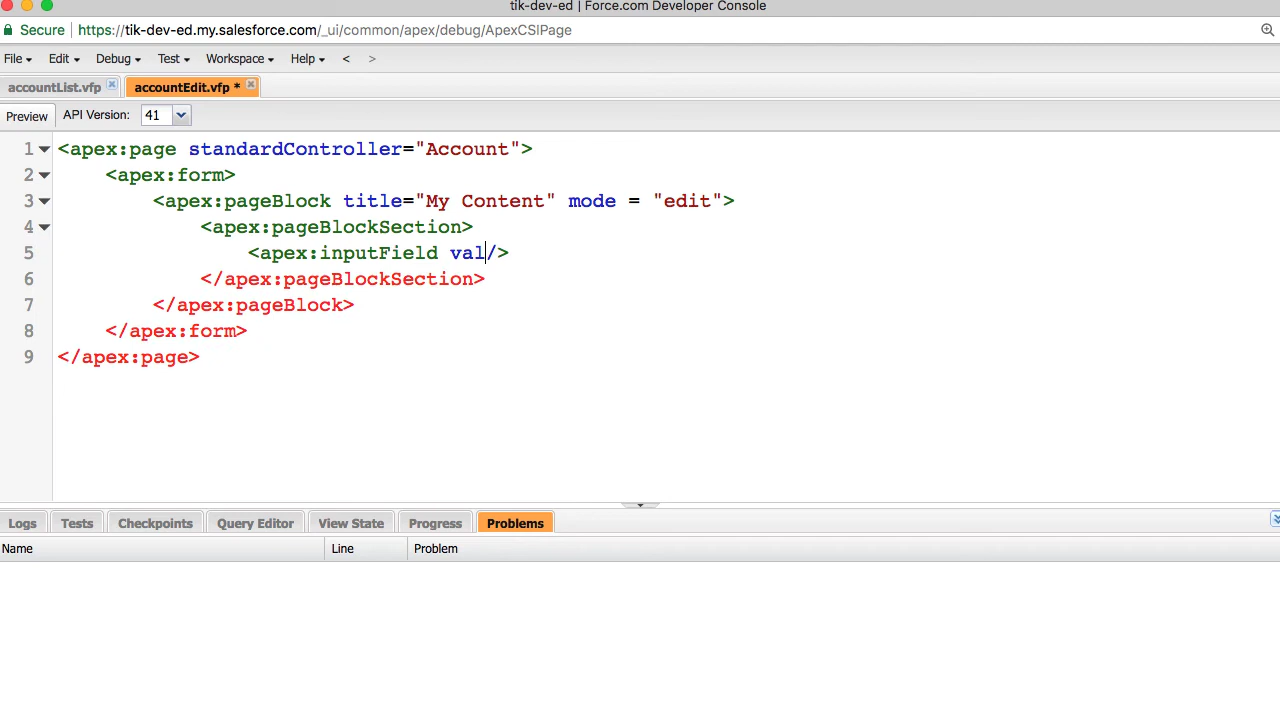 tik-dev-ed | Force.com Developer Console
Secure | https://tik-dev-ed.my.salesforce.com/_ui/common/apex/debug/ApexCSIPage
File Edit Debug Test Workspace Help < >
accountList.vfp accountEdit.vfp *
Preview API Version: 41
1 <apex:page standardController="Account">
2 <apex:form>
3 <apex:pageBlock title="My Content" mode = "edit">
4 <apex:pageBlockSection>
5 <apex:inputField val/>
6 </apex:pageBlockSection>
7 </apex:pageBlock>
8 </apex:form>
9 </apex:page>
Logs Tests Checkpoints Query Editor View State Progress Problems
Name Line Problem